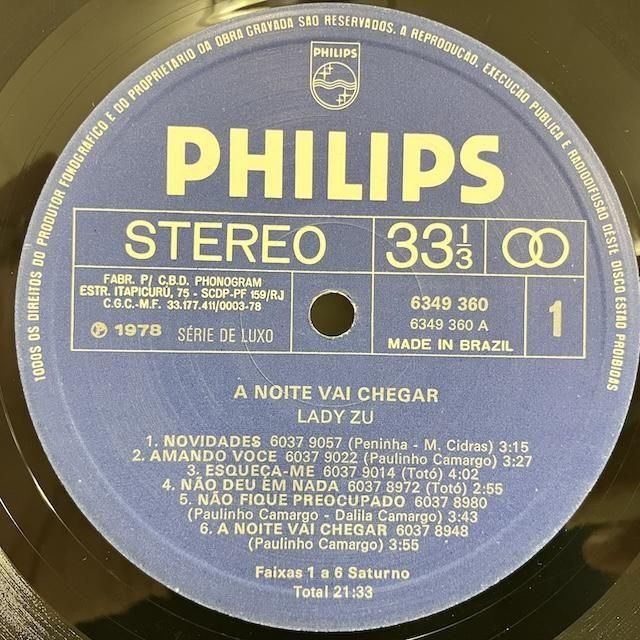 TODOS OS DIREITOS DO PRODUTOR FONOGRÁFICO E DO PROPRIETARIO DA OBRA GRAVADA SÃO RESERVADOS. A REPRODUÇÃO, EXECUÇÃO PUBLICA E RADIODIFUSÃO DESTE DISCO ESTÃO PROIBIDAS
PHILIPS
PHILIPS
STEREO 33 1/3
FABR. P/ C.B.D. PHONOGRAM
ESTR. ITAPICURÚ, 75 - SCDP-PF 159/RJ
C.G.C.-M.F. 33.177.411/0003-78
℗ 1978 SÉRIE DE LUXO
6349 360
6349 360 A
MADE IN BRAZIL
1
A NOITE VAI CHEGAR
LADY ZU
1. NOVIDADES 6037 9057 (Peninha - M. Cidras) 3:15
2. AMANDO VOCE 6037 9022 (Paulinho Camargo) 3:27
3. ESQUEÇA-ME 6037 9014 (Totó) 4:02
4. NÃO DEU EM NADA 6037 8972 (Totó) 2:55
5. NÃO FIQUE PREOCUPADO 6037 8980
(Paulinho Camargo - Dalila Camargo) 3:43
6. A NOITE VAI CHEGAR 6037 8948
(Paulinho Camargo) 3:55
Faixas 1 a 6 Saturno
Total 21:33